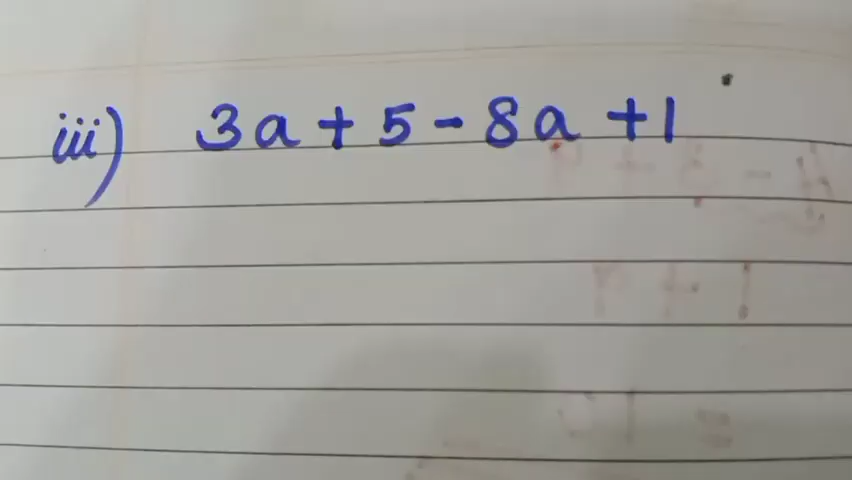 iii) 3a + 5 - 8a + 1